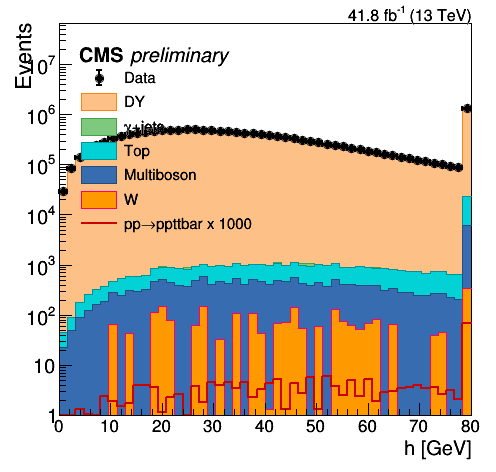 41.8 fb⁻¹ (13 TeV)
Events
CMS preliminary
Data
DY
γ+jets
Top
Multiboson
W
pp→ppttbar x 1000
10⁷
10⁶
10⁵
10⁴
10³
10²
10
1
0 10 20 30 40 50 60 70 80
h [GeV]